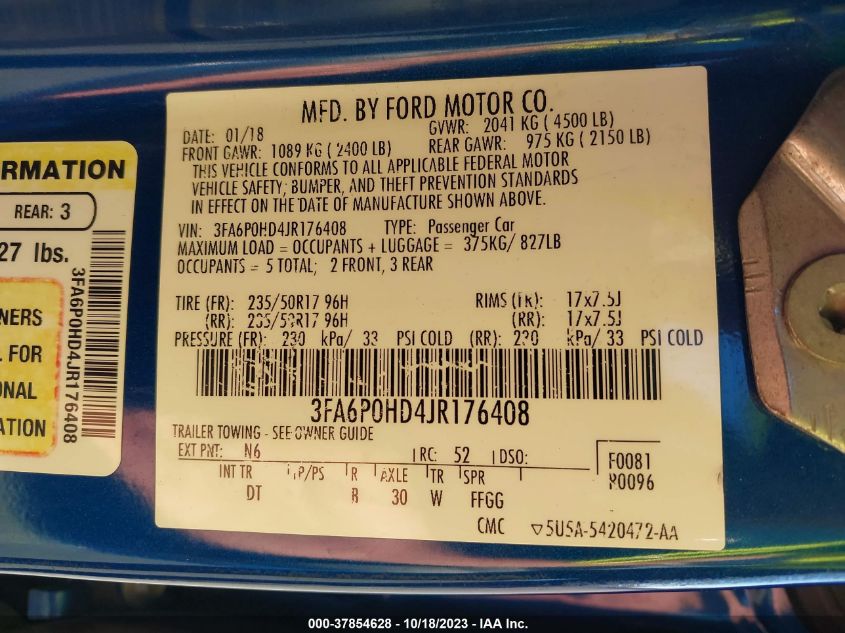 RMATION
REAR: 3
27 lbs.
NERS
L FOR
ONAL
ATION
3FA6P0HD4JR176408
MFD. BY FORD MOTOR CO.
DATE: 01/18 GVWR: 2041 KG ( 4500 LB)
FRONT GAWR: 1089 KG ( 2400 LB) REAR GAWR: 975 KG ( 2150 LB)
THIS VEHICLE CONFORMS TO ALL APPLICABLE FEDERAL MOTOR
VEHICLE SAFETY, BUMPER, AND THEFT PREVENTION STANDARDS
IN EFFECT ON THE DATE OF MANUFACTURE SHOWN ABOVE.
VIN: 3FA6P0HD4JR176408 TYPE: Passenger Car
MAXIMUM LOAD = OCCUPANTS + LUGGAGE = 375KG/ 827LB
OCCUPANTS = 5 TOTAL; 2 FRONT, 3 REAR
TIRE (FR): 235/50R17 96H RIMS (FR): 17x7.5J
(RR): 235/50R17 96H (RR): 17x7.5J
PRESSURE (FR): 230 kPa/ 33 PSI COLD (RR): 230 kPa/ 33 PSI COLD
3FA6P0HD4JR176408
TRAILER TOWING - SEE OWNER GUIDE
EXT PNT: N6 RC: 52 DSO:
F0081
R0096
INT TR TP/PS R AXLE TR SPR
DT B 30 W FFGG
CMC ▽5U5A-5420472-AA
000-37854628 - 10/18/2023 - IAA Inc.